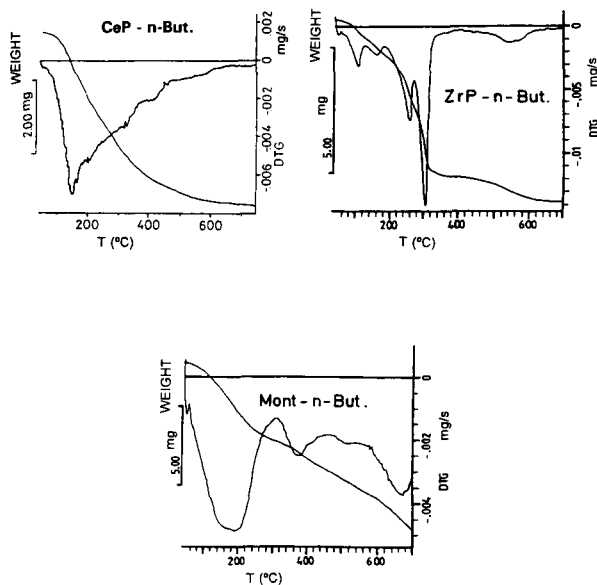 CeP - n-But.
WEIGHT
2.00 mg
.002
0
-.002
-.004
-.006
mg/s
DTG
200
400
600
T (°C)
ZrP - n - But.
WEIGHT
5.00 mg
0
-.005
-.01
mg/s
DTG
200
400
600
T (°C)
Mont - n - But.
WEIGHT
5.00 mg
0
-.002
-.004
mg/s
DTG
200
400
600
T (°C)